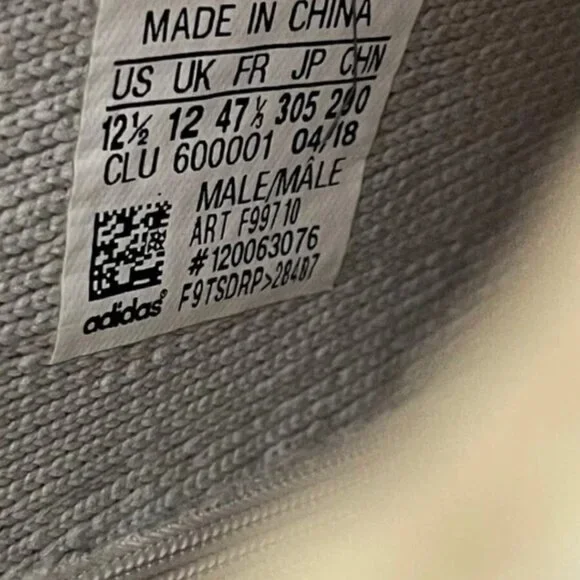 MADE IN CHINA
US UK FR JP CHN
12½ 12 47⅓ 305 290
CLU 600001 04/18
MALE/MÂLE
ART F99710
#120063076
F9TSDRP>284B7
adidas®